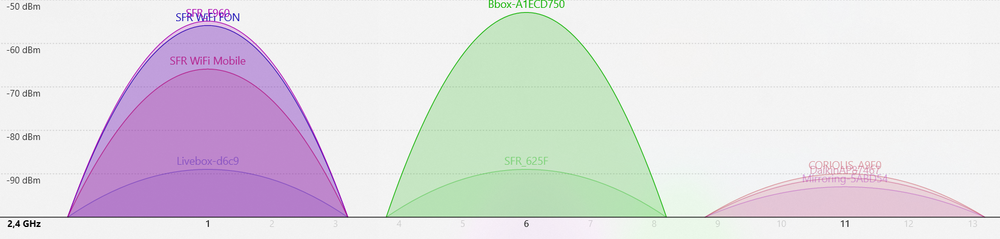 -50 dBm
Bbox-A1ECD750
SFR_F960
SFR WiFi FON
-60 dBm
SFR WiFi Mobile
-70 dBm
-80 dBm
Livebox-d6c9
SFR_625F
-90 dBm
CORIOLIS_A9F0
DaikinAP87467
Mirroring-5ABD54
2,4 GHz 1 2 3 4 5 6 7 8 9 10 11 12 13